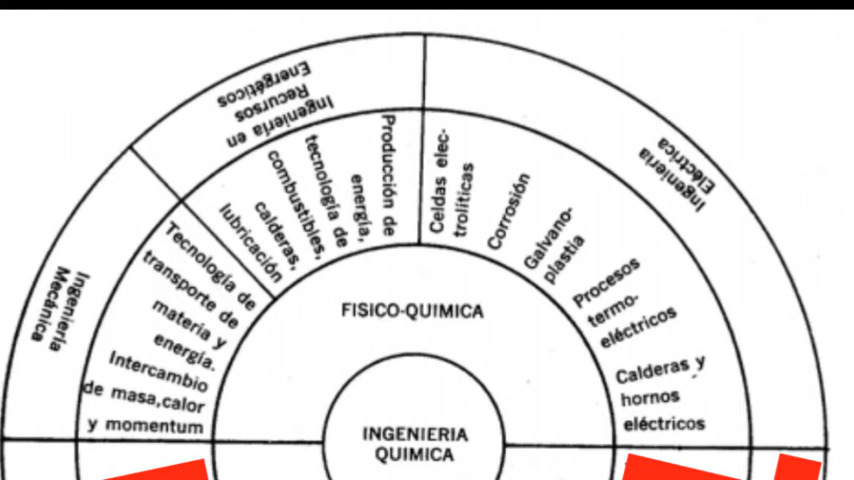 Ingeniería en
Recursos
Energéticos
Ingeniería
Eléctrica
Ingeniería
Mecánica
Producción de
energía,
tecnología de
combustibles,
calderas,
lubricación
Celdas elec-
trolíticas
Corrosión
Galvano-
plastia
Procesos
termo-
eléctricos
Calderas y
hornos
eléctricos
Tecnología de
transporte de
materia y
energía.
Intercambio
de masa,calor
y momentum
FISICO-QUIMICA
INGENIERIA
QUIMICA